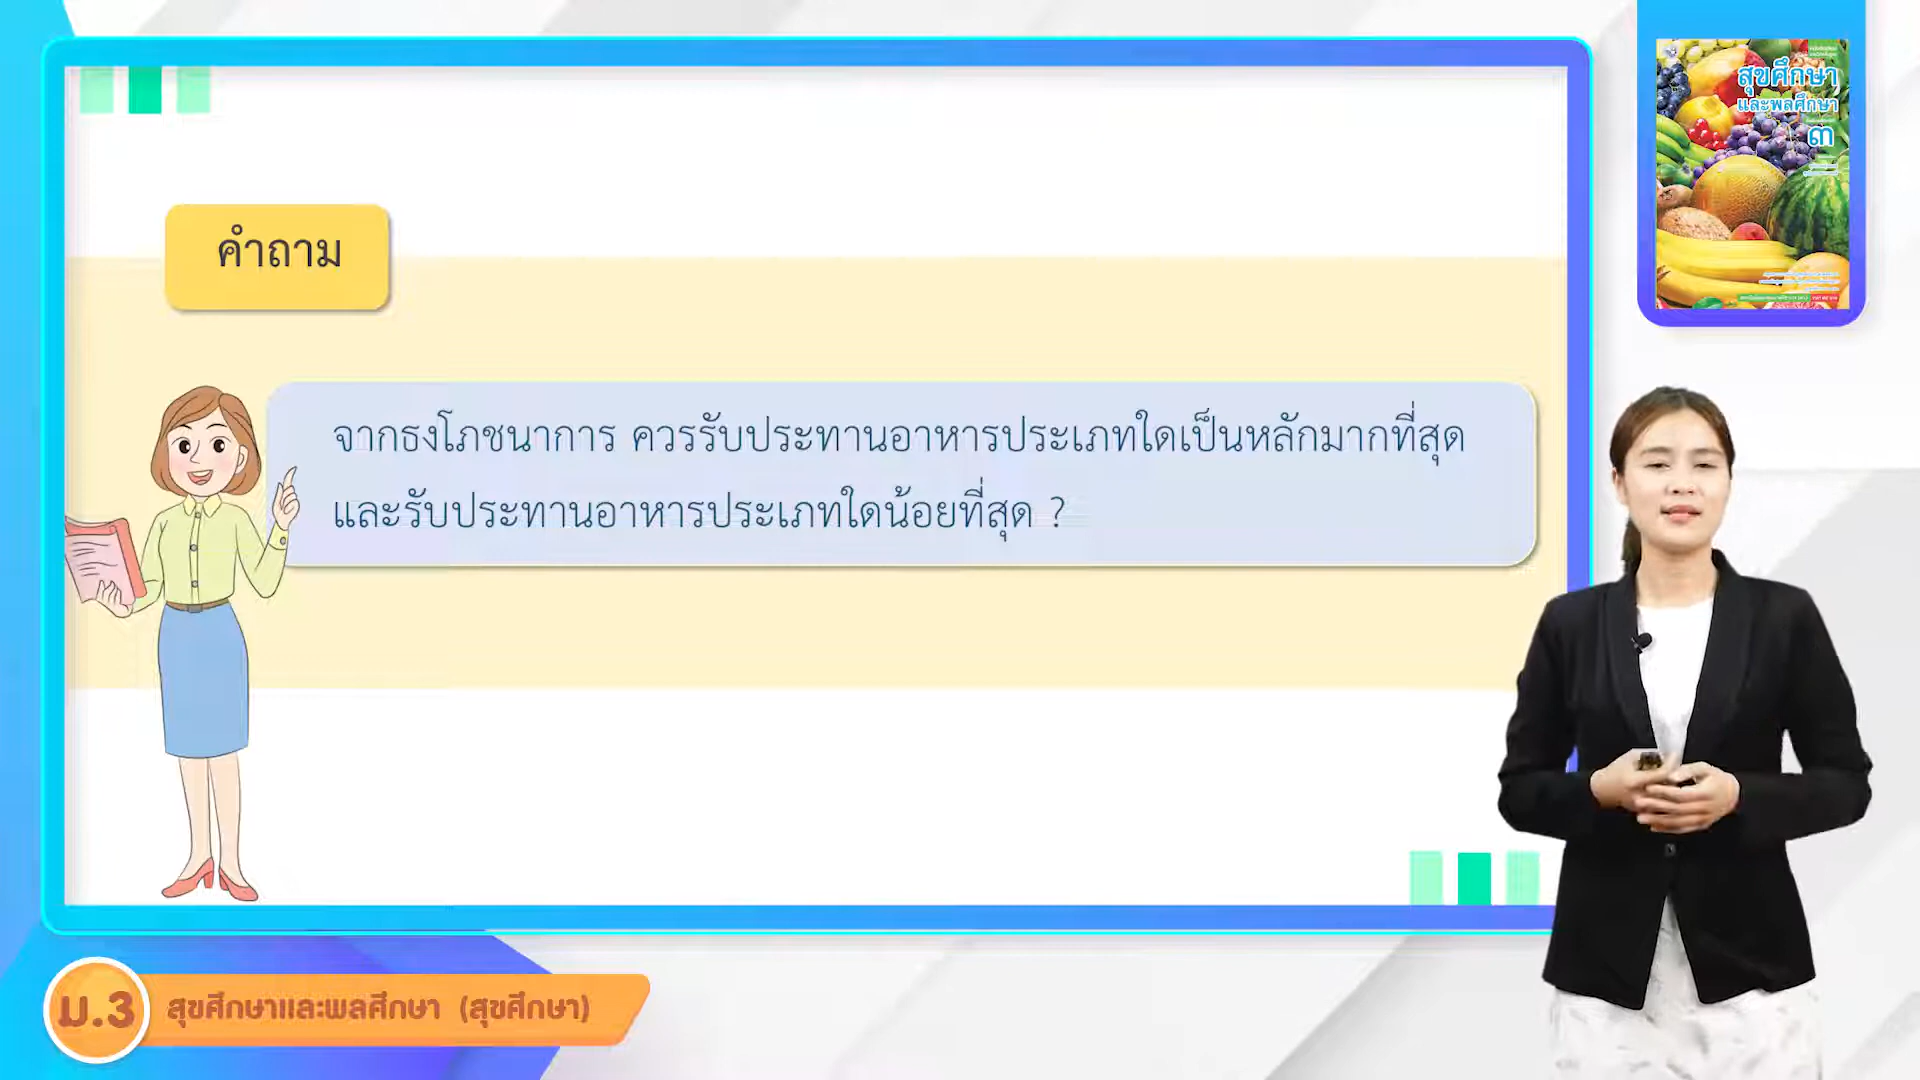 คำถาม
จากธงโภชนาการ ควรรับประทานอาหารประเภทใดเป็นหลักมากที่สุด
และรับประทานอาหารประเภทใดน้อยที่สุด ?
สุขศึกษา
และพลศึกษา
๓
ม.3
สุขศึกษาและพลศึกษา (สุขศึกษา)